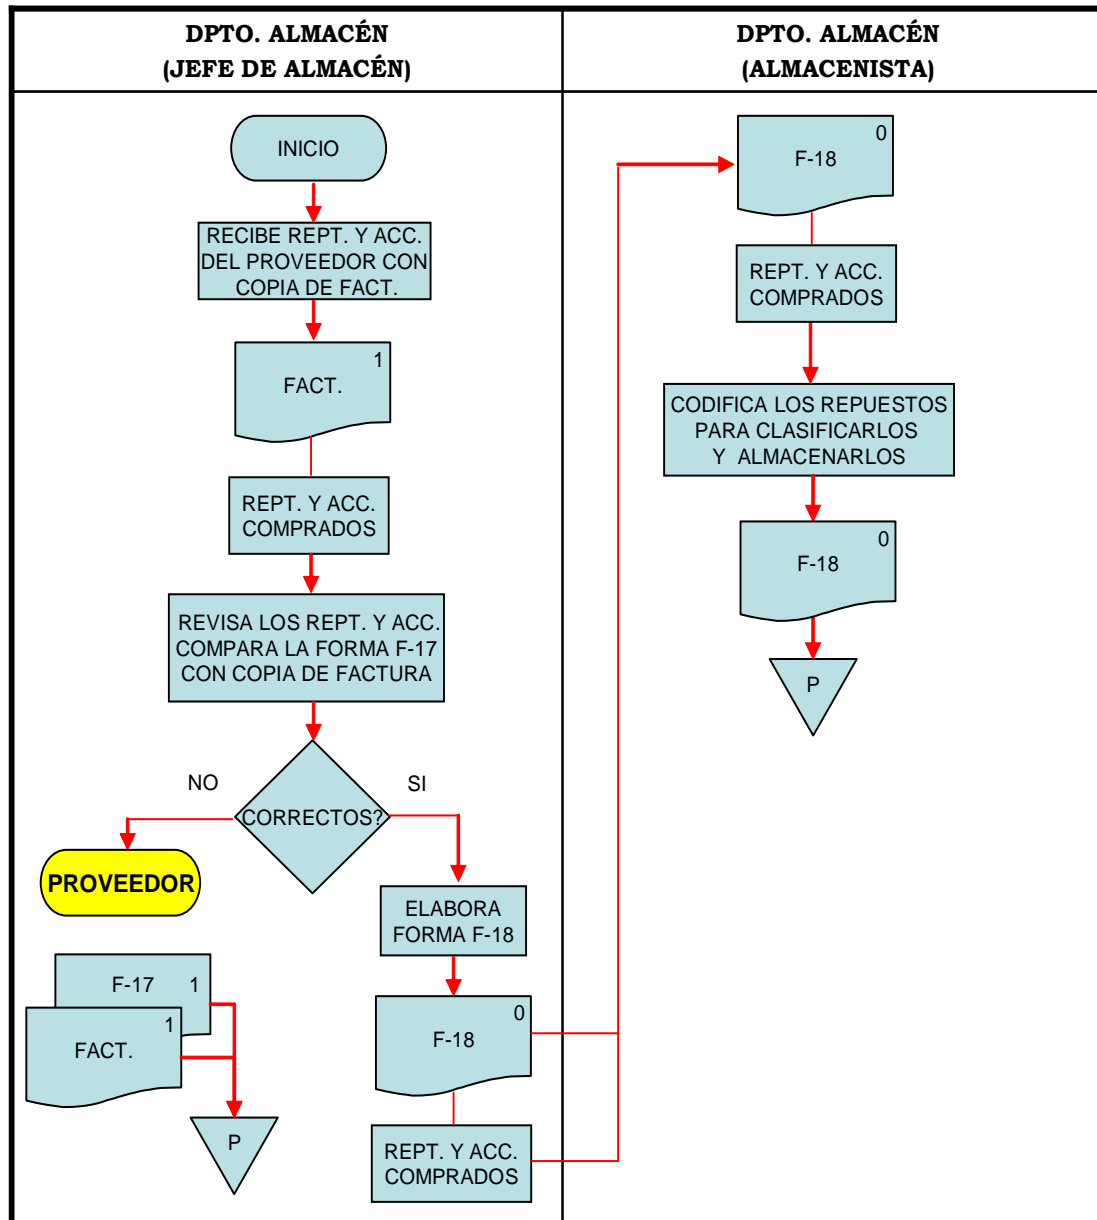 DPTO. ALMACÉN
(JEFE DE ALMACÉN)
INICIO
RECIBE REPT. Y ACC.
DEL PROVEEDOR CON
COPIA DE FACT.
1
FACT.
REPT. Y ACC.
COMPRADOS
REVISA LOS REPT. Y ACC.
COMPARA LA FORMA F-17
CON COPIA DE FACTURA
NO
SI
CORRECTOS?
PROVEEDOR
ELABORA
FORMA F-18
F-17 1
1
FACT.
P
0
F-18
REPT. Y ACC.
COMPRADOS
DPTO. ALMACÉN
(ALMACENISTA)
0
F-18
REPT. Y ACC.
COMPRADOS
CODIFICA LOS REPUESTOS
PARA CLASIFICARLOS
Y ALMACENARLOS
0
F-18
P